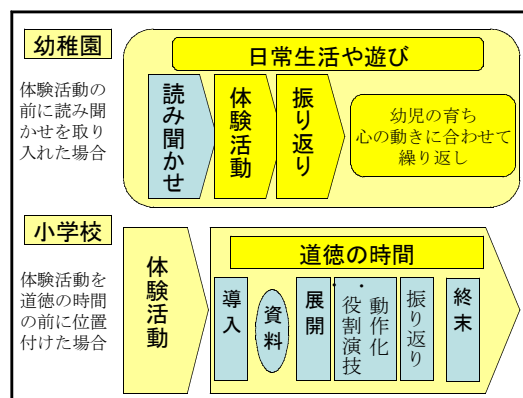 幼稚園
体験活動の
前に読み聞
かせを取り
入れた場合
日常生活や遊び
読み聞かせ
体験活動
振り返り
幼児の育ち
心の動きに合わせて
繰り返し
小学校
体験活動を
道徳の時間
の前に位置
付けた場合
体験活動
道徳の時間
導入
資料
展開
動作化・
役割演技
振り返り
終末